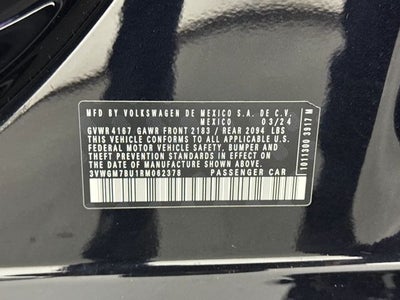 MFD BY VOLKSWAGEN DE MEXICO S.A. DE C.V.
MEXICO 03/24
GVWR 4167 GAWR FRONT 2183 / REAR 2094 LBS
THIS VEHICLE CONFORMS TO ALL APPLICABLE U.S.
FEDERAL MOTOR VEHICLE SAFETY, BUMPER AND
THEFT PREVENTION STANDARDS IN EFFECT ON
THE DATE OF MANUFACTURE SHOWN ABOVE.
3VWGM7BU1RM062378 PASSENGER CAR
1011300 3917 M